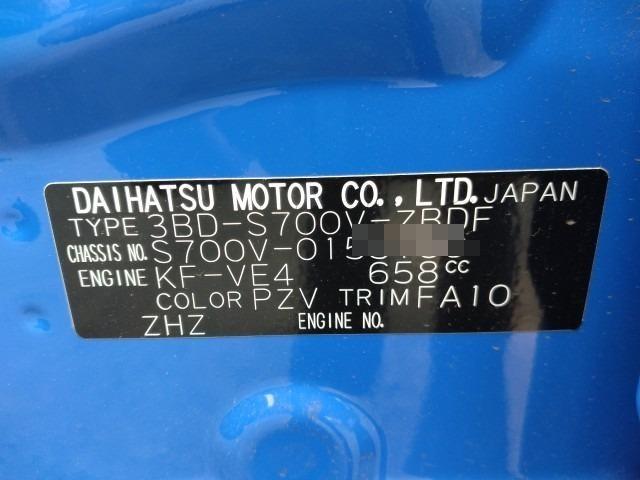 DAIHATSU MOTOR CO., LTD. JAPAN
TYPE 3BD-S700V-ZBDF
CHASSIS NO. S700V-015
ENGINE KF-VE4 658cc
COLOR PZV TRIM FA10
ZHZ ENGINE NO.